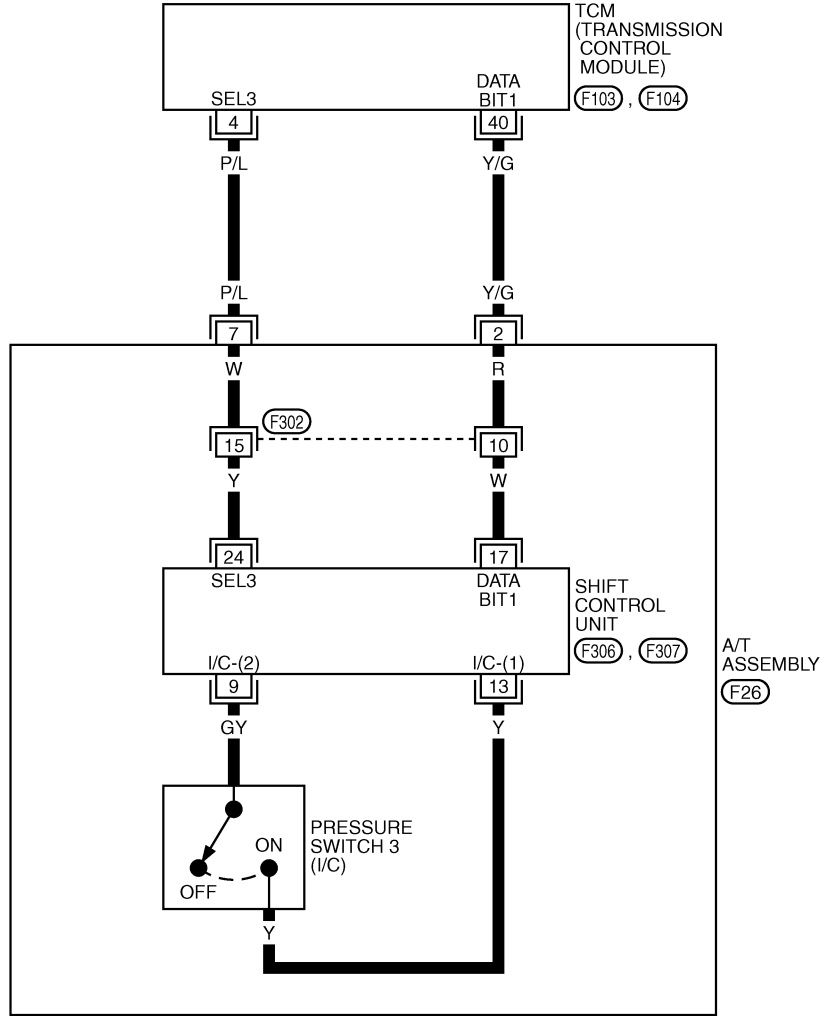 TCM
(TRANSMISSION
CONTROL
MODULE)
F103 , F104
SEL3
DATA
BIT1
4
40
P/L
Y/G
P/L
Y/G
7
2
W
R
F302
15
10
Y
W
24
17
SEL3
DATA
BIT1
SHIFT
CONTROL
UNIT
F306 , F307
I/C-(2)
I/C-(1)
9
13
A/T
ASSEMBLY
F26
GY
Y
PRESSURE
SWITCH 3
(I/C)
ON
OFF
Y